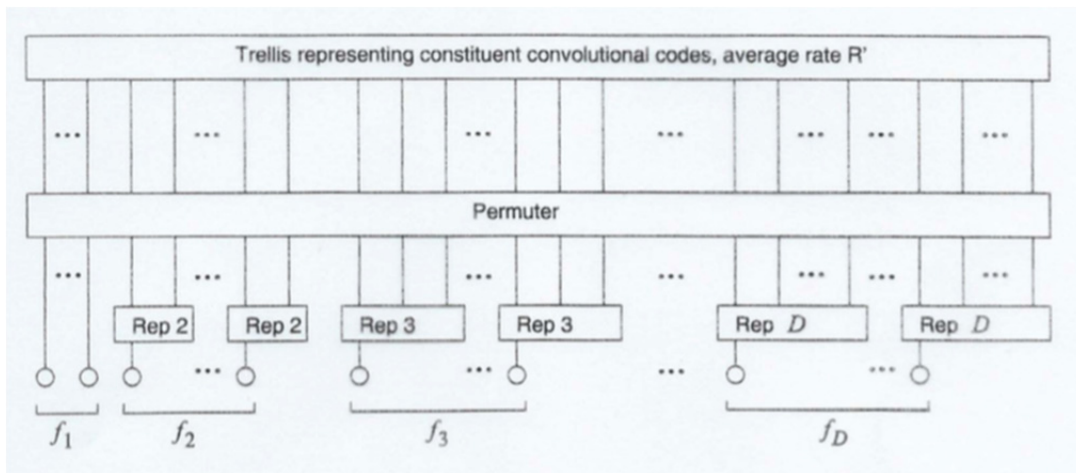 Trellis representing constituent convolutional codes, average rate R'
... ... ... ... ... ... ...
Permuter
... ... ... ... ... ... ...
Rep 2 Rep 2 Rep 3 Rep 3 Rep D Rep D
... ... ... ...
f1 f2 f3 fD